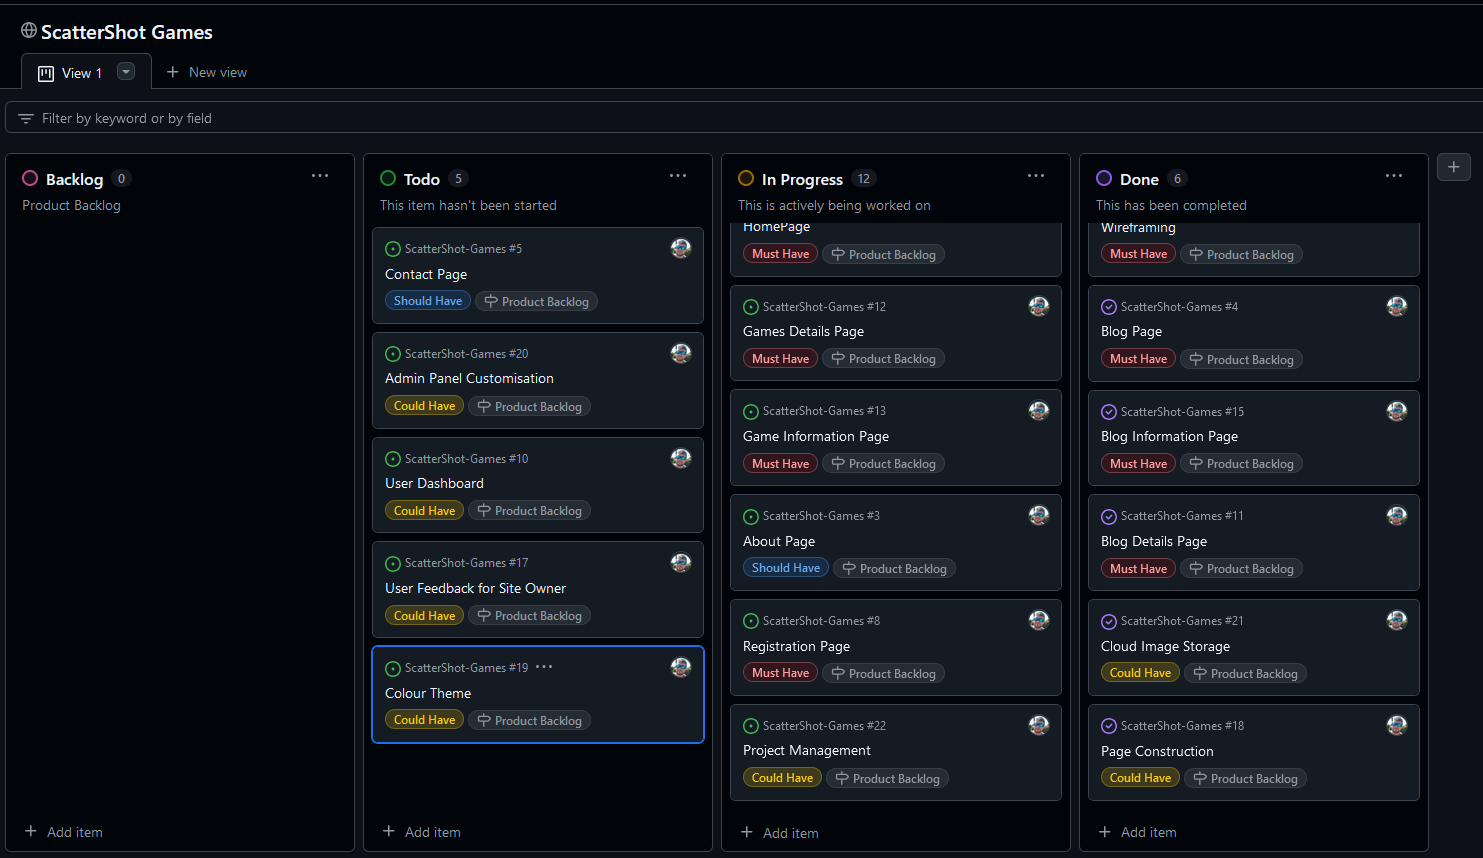 ScatterShot Games
View 1
New view
Filter by keyword or by field
Backlog 0
Product Backlog
Add item
Todo 5
This item hasn't been started
ScatterShot-Games #5
Contact Page
Should Have Product Backlog
ScatterShot-Games #20
Admin Panel Customisation
Could Have Product Backlog
ScatterShot-Games #10
User Dashboard
Could Have Product Backlog
ScatterShot-Games #17
User Feedback for Site Owner
Could Have Product Backlog
ScatterShot-Games #19
Colour Theme
Could Have Product Backlog
Add item
In Progress 12
This is actively being worked on
HomePage
Must Have Product Backlog
ScatterShot-Games #12
Games Details Page
Must Have Product Backlog
ScatterShot-Games #13
Game Information Page
Must Have Product Backlog
ScatterShot-Games #3
About Page
Should Have Product Backlog
ScatterShot-Games #8
Registration Page
Must Have Product Backlog
ScatterShot-Games #22
Project Management
Could Have Product Backlog
Add item
Done 6
This has been completed
Wireframing
Must Have Product Backlog
ScatterShot-Games #4
Blog Page
Must Have Product Backlog
ScatterShot-Games #15
Blog Information Page
Must Have Product Backlog
ScatterShot-Games #11
Blog Details Page
Must Have Product Backlog
ScatterShot-Games #21
Cloud Image Storage
Could Have Product Backlog
ScatterShot-Games #18
Page Construction
Could Have Product Backlog
Add item